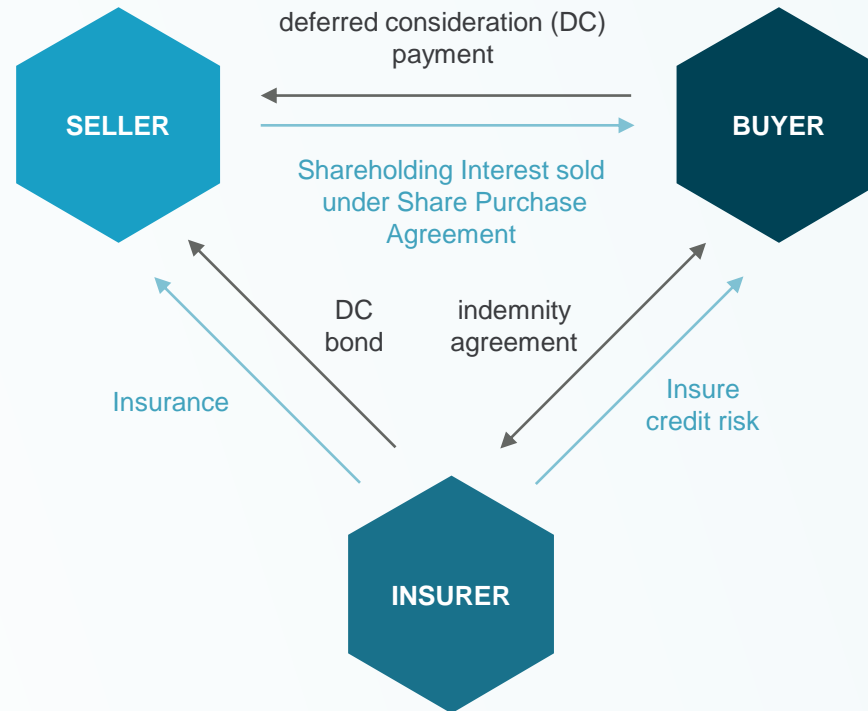 deferred consideration (DC)
payment
SELLER
BUYER
Shareholding Interest sold
under Share Purchase
Agreement
DC
bond
indemnity
agreement
Insurance
Insure
credit risk
INSURER